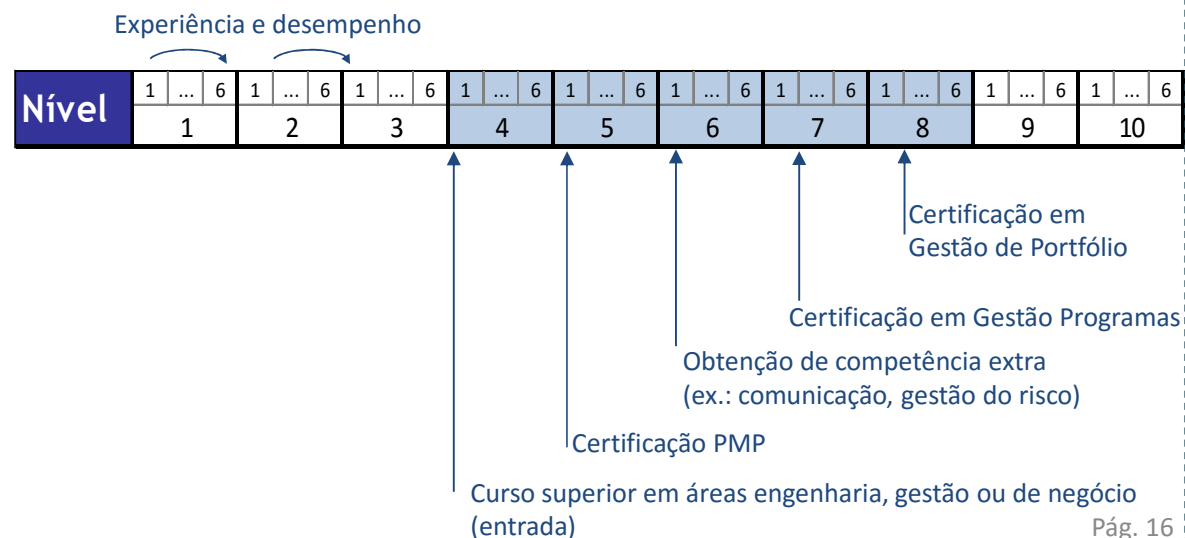 Experiência e desempenho
Nível
1 ... 6 1 ... 6 1 ... 6 1 ... 6 1 ... 6 1 ... 6 1 ... 6 1 ... 6 1 ... 6 1 ... 6
1 2 3 4 5 6 7 8 9 10
Certificação em
Gestão de Portfólio
Certificação em Gestão Programas
Obtenção de competência extra
(ex.: comunicação, gestão do risco)
Certificação PMP
Curso superior em áreas engenharia, gestão ou de negócio
(entrada)
Pág. 16